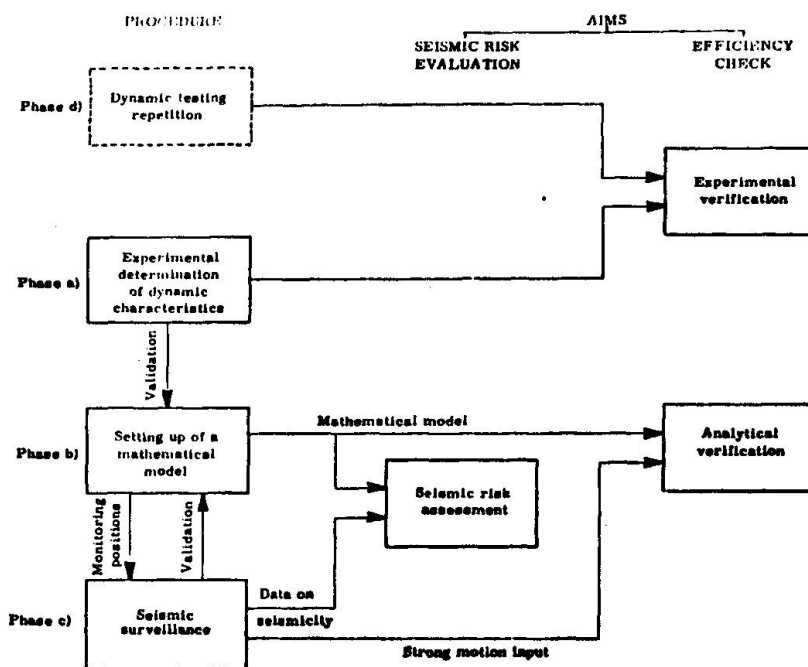 PROCEDURE
AIMS
SEISMIC RISK
EVALUATION
EFFICIENCY
CHECK
Phase d)
Dynamic testing
repetition
Experimental
verification
Phase a)
Experimental
determination
of dynamic
characteristics
Validation
Phase b)
Setting up of a
mathematical
model
Mathematical model
Analytical
verification
Seismic risk
assessment
Monitoring
positions
Validation
Phase c)
Seismic
surveillance
Data on
seismicity
Strong motion input